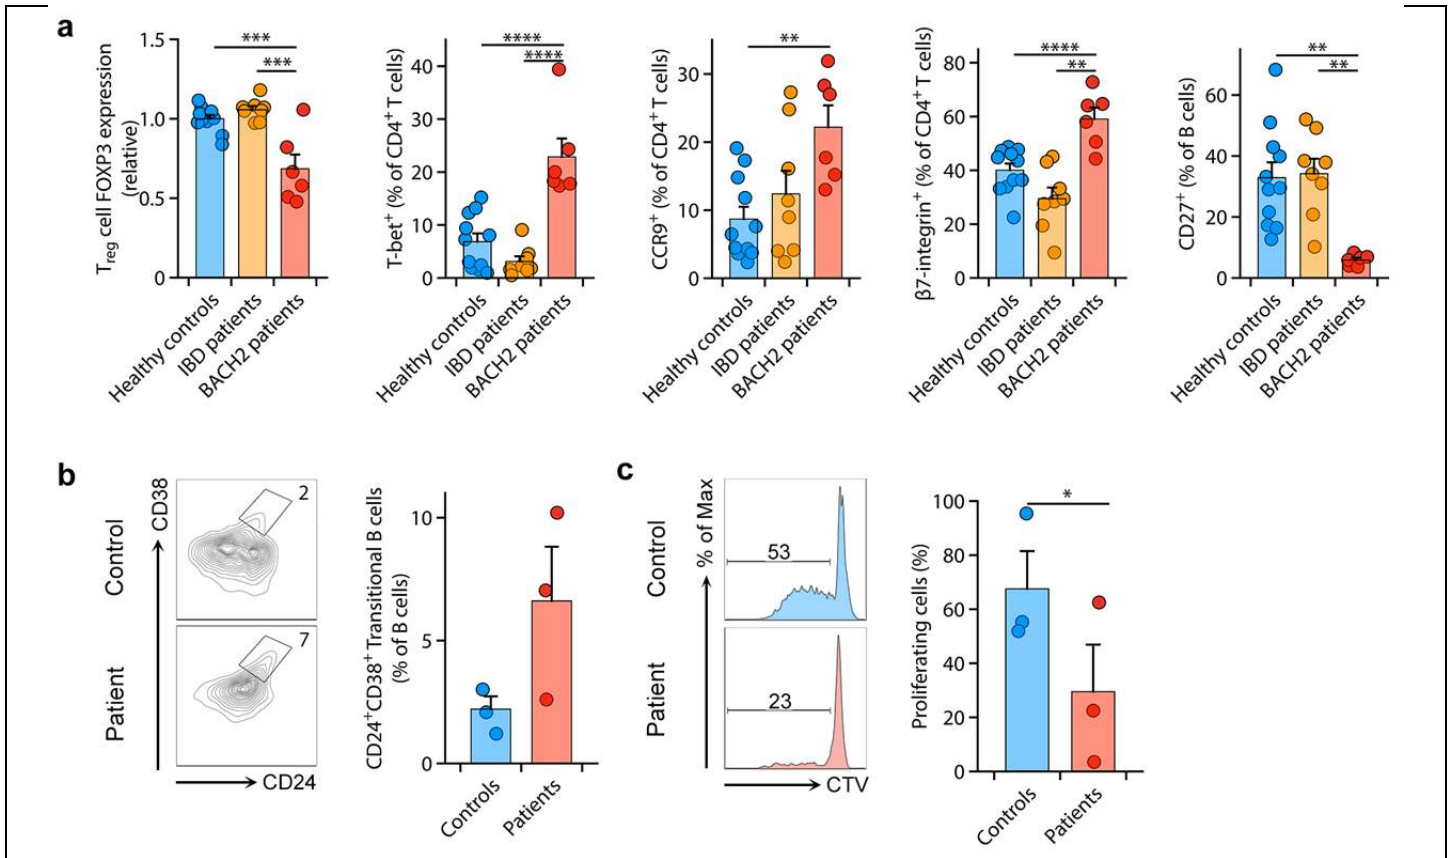 a
T_reg cell FOXP3 expression
(relative)
1.5
1.0
0.5
0
***
***
Healthy controls
IBD patients
BACH2 patients
T-bet⁺ (% of CD4⁺ T cells)
40
30
20
10
0
****
****
Healthy controls
IBD patients
BACH2 patients
CCR9⁺ (% of CD4⁺ T cells)
30
20
10
0
**
Healthy controls
IBD patients
BACH2 patients
β7-integrin⁺ (% of CD4⁺ T cells)
80
60
40
20
0
****
**
Healthy controls
IBD patients
BACH2 patients
CD27⁺ (% of B cells)
60
40
20
0
**
**
Healthy controls
IBD patients
BACH2 patients
b
CD38
Control
2
Patient
7
CD24
CD24⁺CD38⁺ Transitional B cells
(% of B cells)
10
5
0
Controls
Patients
c
% of Max
Control
53
Patient
23
CTV
Proliferating cells (%)
100
80
60
40
20
0
*
Controls
Patients